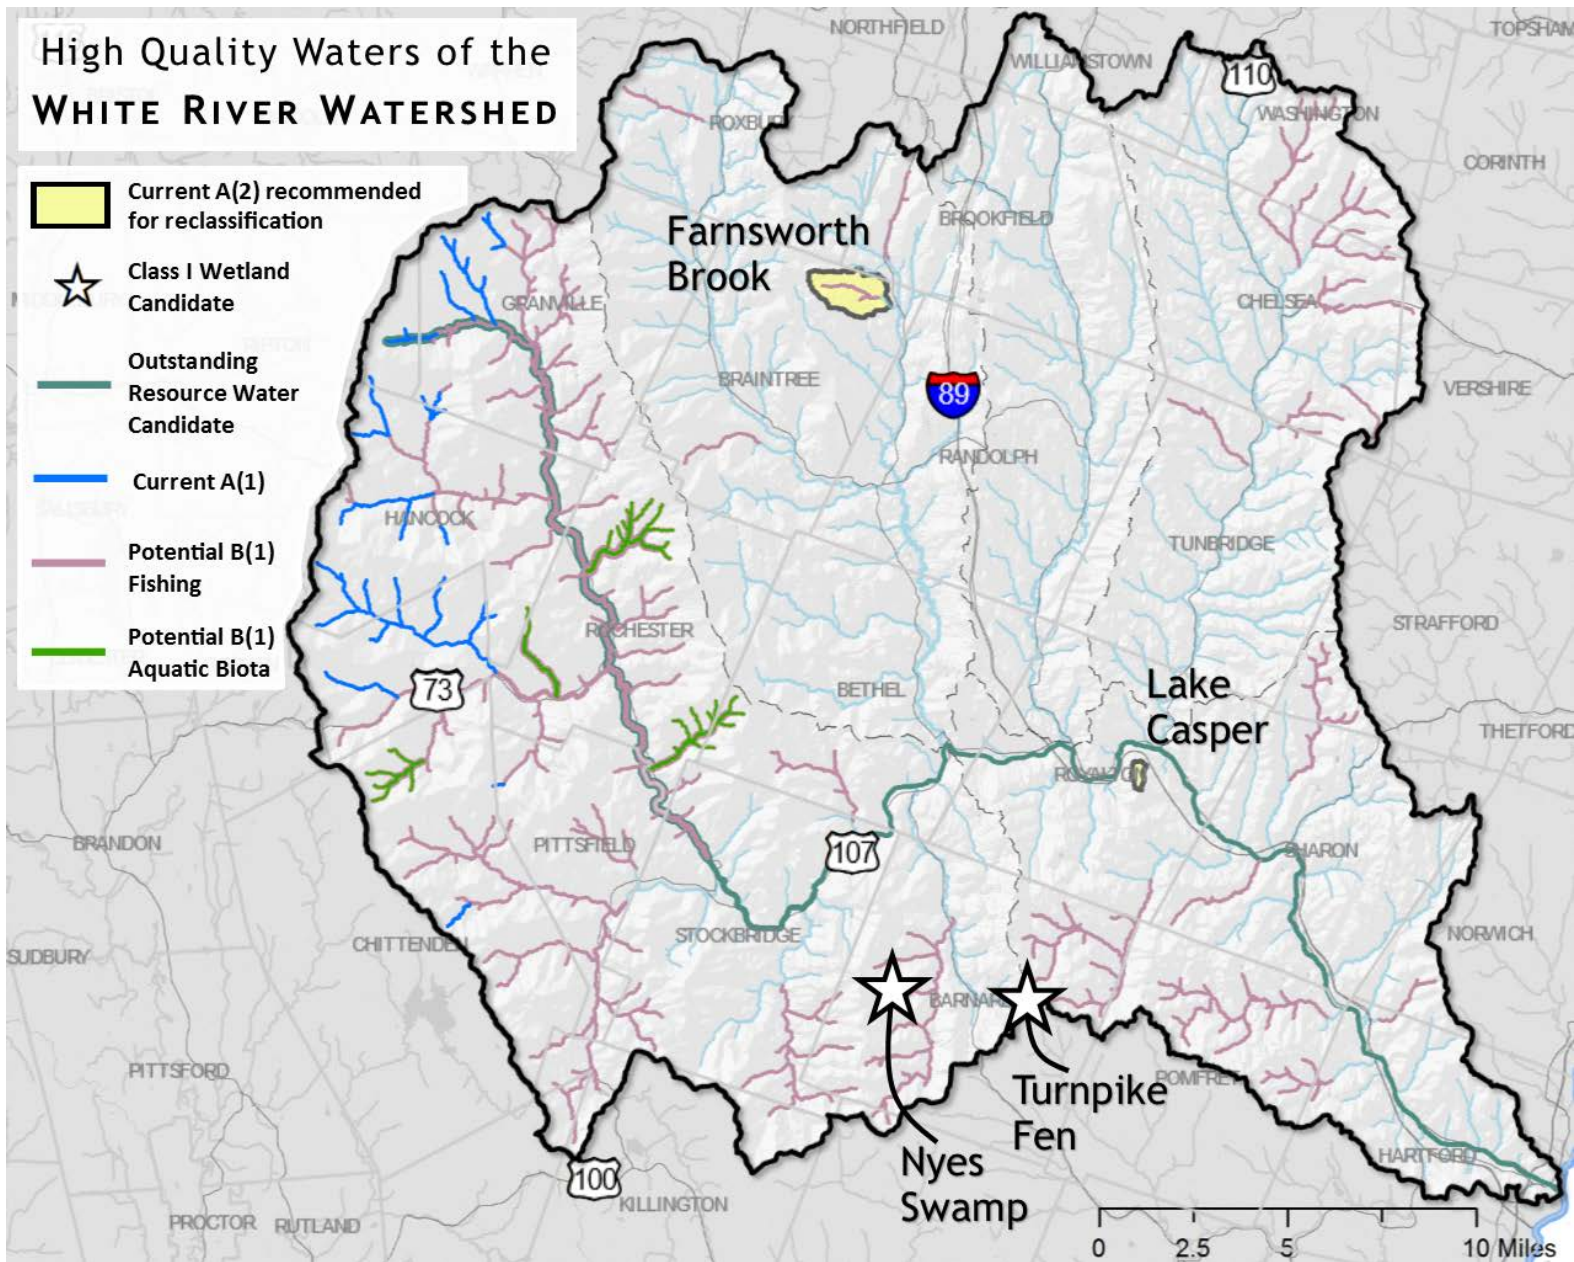 High Quality Waters of the
WHITE RIVER WATERSHED
Current A(2) recommended
for reclassification
Class I Wetland
Candidate
Outstanding
Resource Water
Candidate
Current A(1)
Potential B(1)
Fishing
Potential B(1)
Aquatic Biota
NORTHFIELD
TOPSHAM
WILLIAMSTOWN
110
WASHINGTON
ROXBURY
CORINTH
Farnsworth
Brook
BROOKFIELD
GRANVILLE
CHELSEA
BRAINTREE
89
VERSHIRE
RANDOLPH
HANCOCK
TUNBRIDGE
ROCHESTER
STRAFFORD
73
BETHEL
Lake
Casper
THETFORD
ROYALTON
BRANDON
PITTSFIELD
107
SHARON
STOCKBRIDGE
CHITTENDEN
NORWICH
SUDBURY
BARNARD
PITTSFORD
Turnpike
Fen
POMFRET
Nyes
Swamp
HARTFORD
100
KILLINGTON
PROCTOR
RUTLAND
0 2.5 5 10 Miles